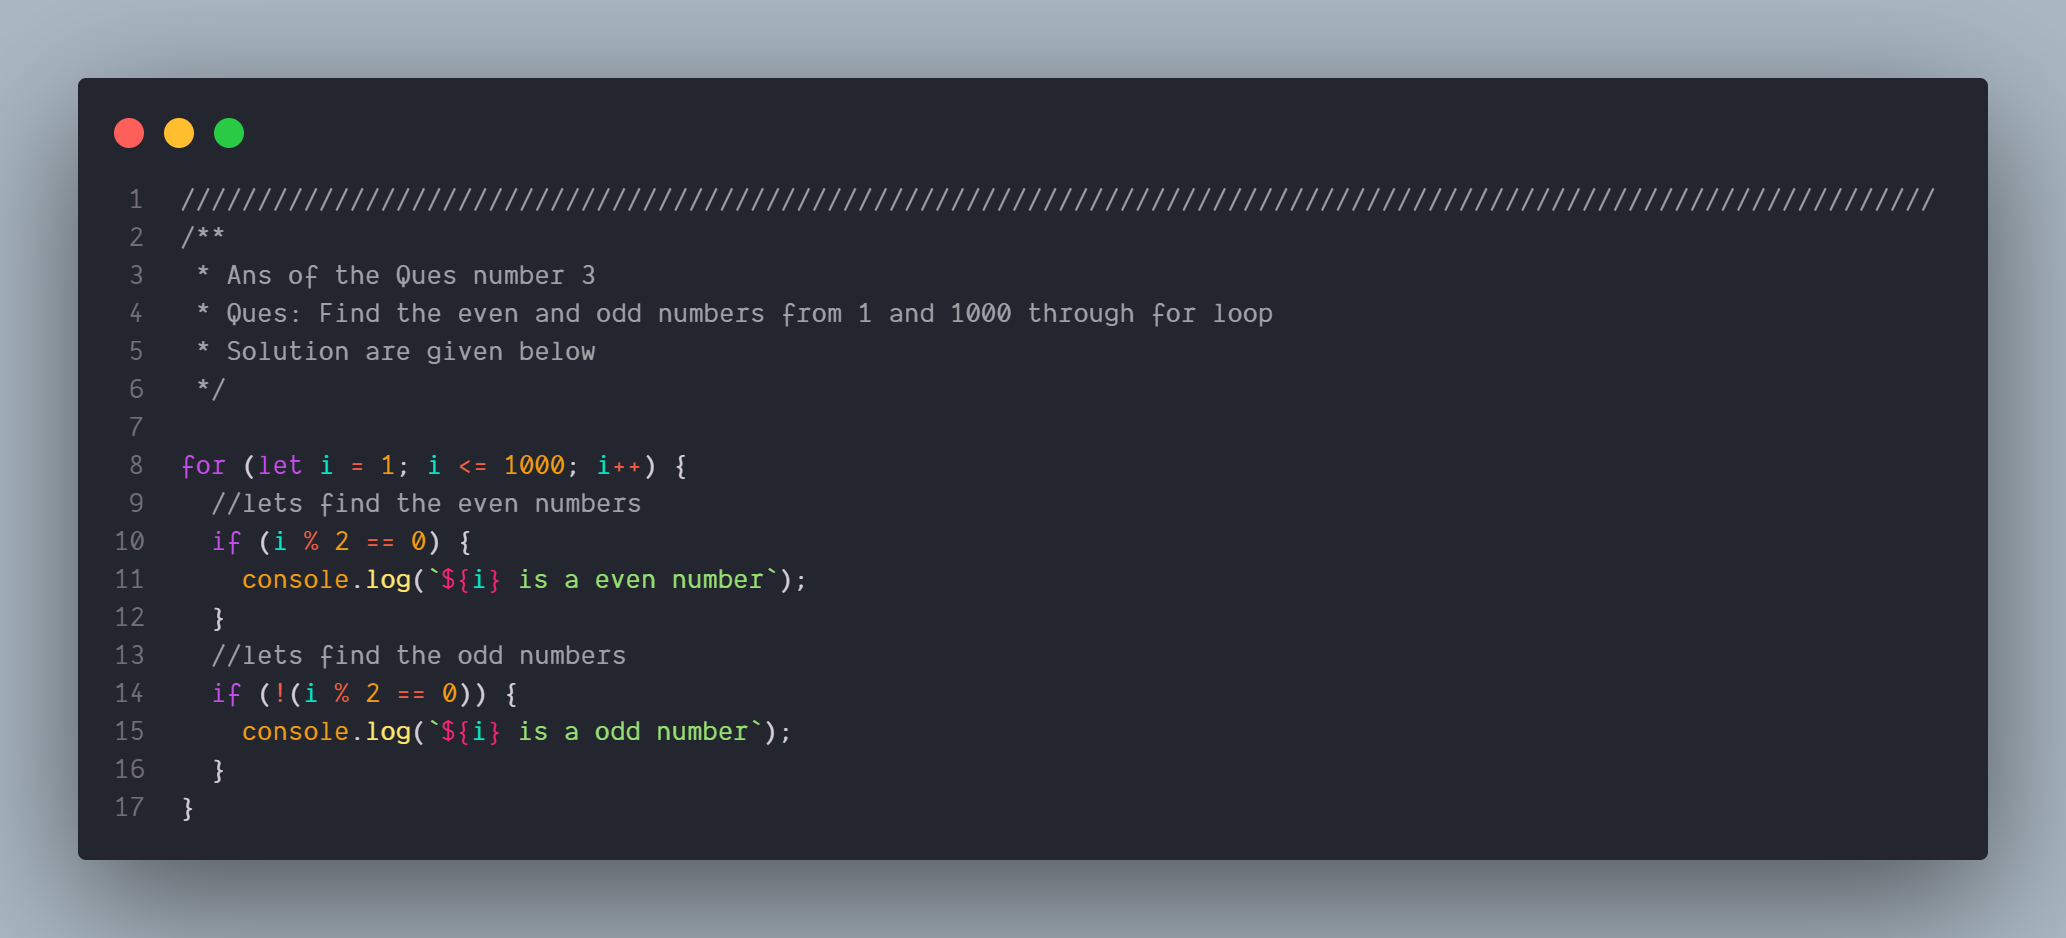 1 //////////////////////////////////////////////////////////////////////////////////////////////////////////////////
2 /**
3  * Ans of the Ques number 3
4  * Ques: Find the even and odd numbers from 1 and 1000 through for loop
5  * Solution are given below
6  */
7
8 for (let i = 1; i <= 1000; i++) {
9   //lets find the even numbers
10   if (i % 2 == 0) {
11     console.log(`${i} is a even number`);
12   }
13   //lets find the odd numbers
14   if (!(i % 2 == 0)) {
15     console.log(`${i} is a odd number`);
16   }
17 }